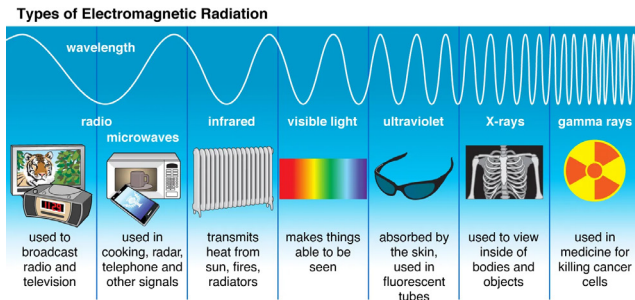 Types of Electromagnetic Radiation
wavelength
radio
microwaves
infrared
visible light
ultraviolet
X-rays
gamma rays
used to
broadcast
radio and
television
used in
cooking, radar,
telephone and
other signals
transmits
heat from
sun, fires,
radiators
makes things
able to be
seen
absorbed by
the skin,
used in
fluorescent
tubes
used to view
inside of
bodies and
objects
used in
medicine for
killing cancer
cells